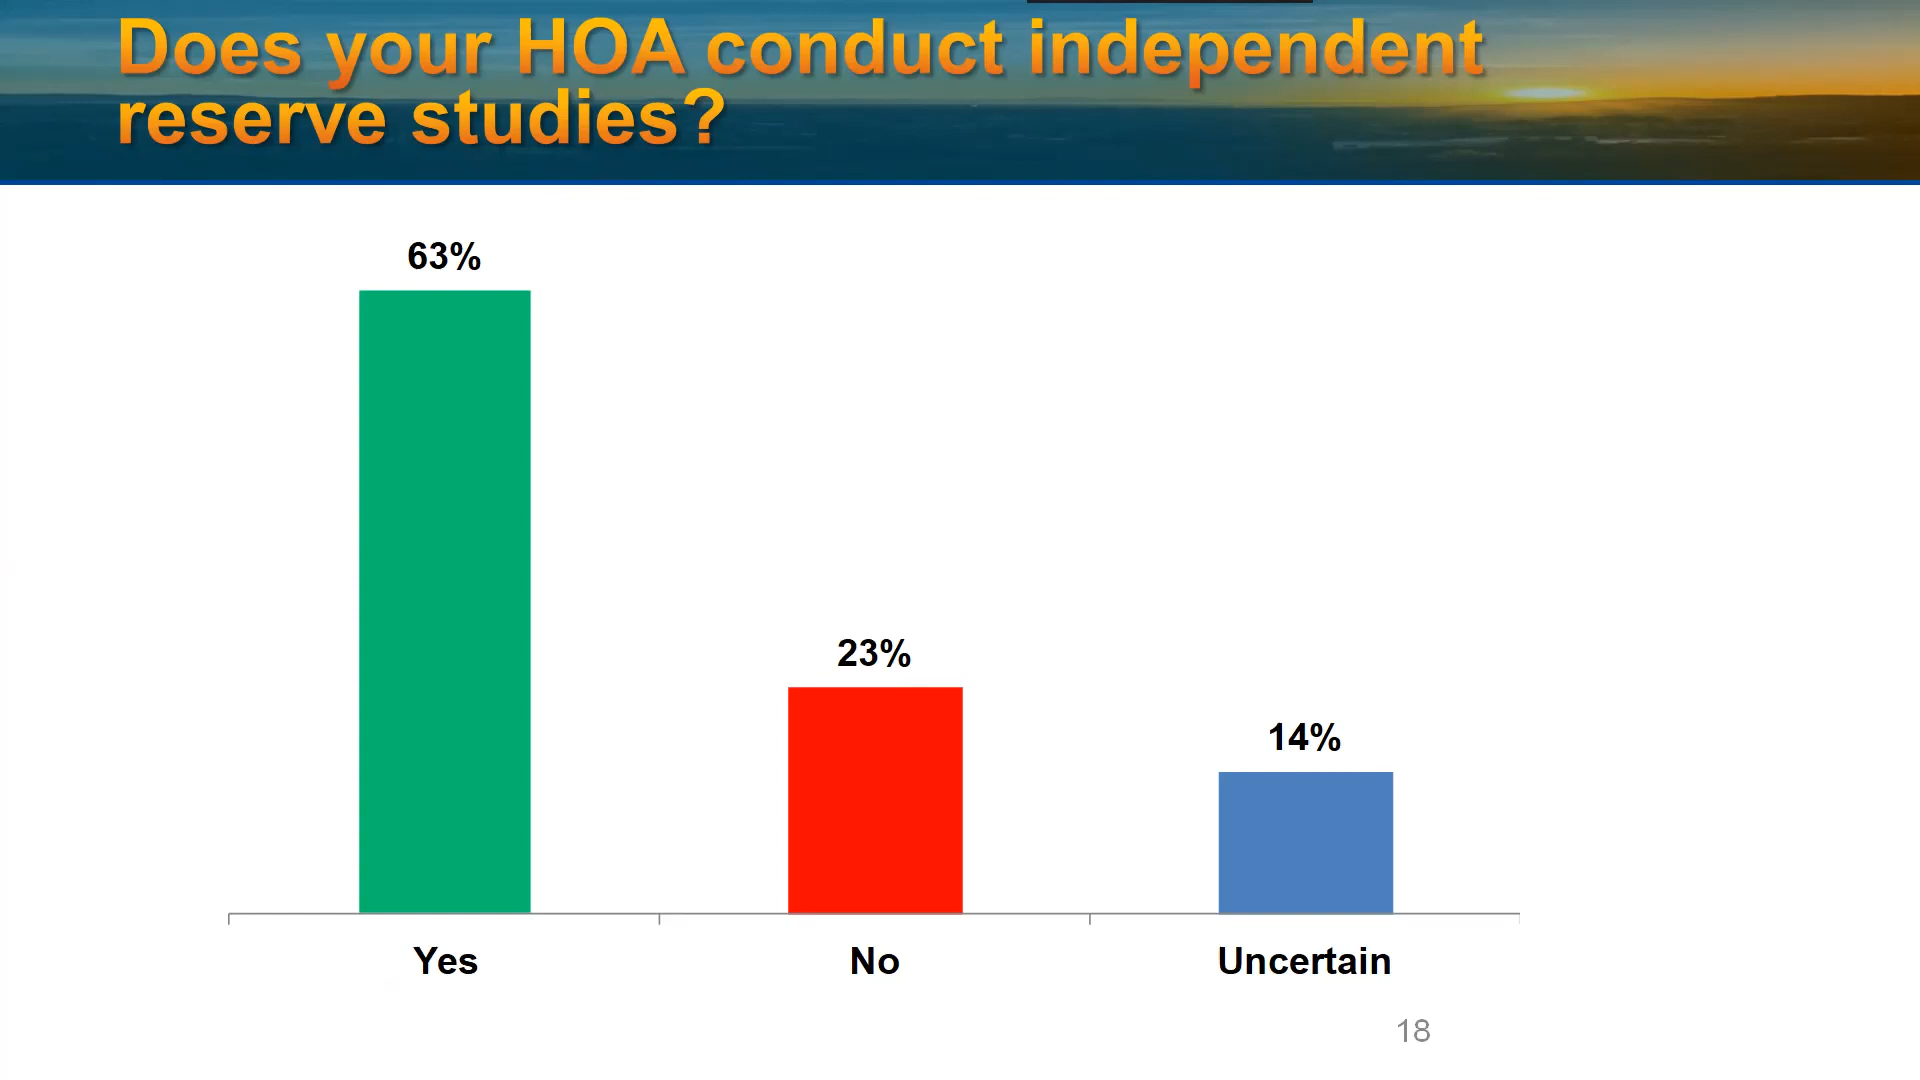 Does your HOA conduct independent
reserve studies?
63%
23%
14%
Yes
No
Uncertain
18